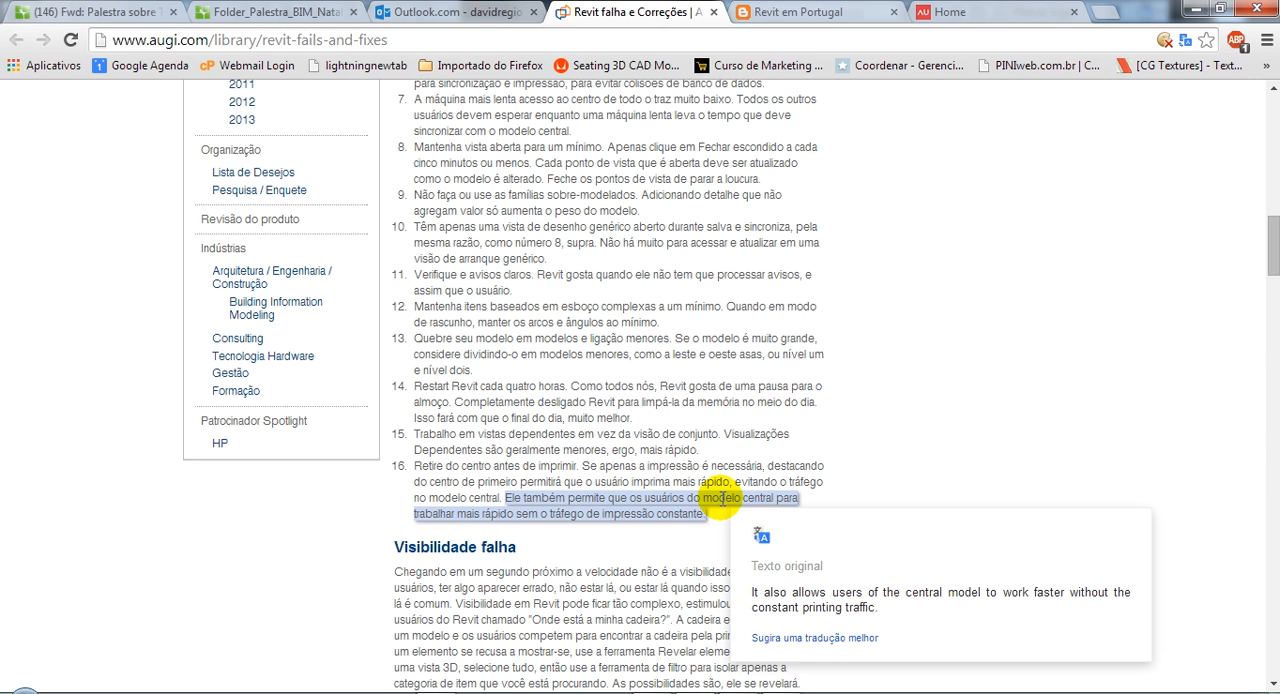 (146) Fwd: Palestra sobre T
Folder_Palestra_BIM_Nata
Outlook.com - davidregio
Revit falha e Correções | A
Revit em Portugal
AU Home
www.augi.com/library/revit-fails-and-fixes
ABP 1
Aplicativos
1 Google Agenda
cP Webmail Login
lightningnewtab
Importado do Firefox
Seating 3D CAD Mo...
Curso de Marketing ...
Coordenar - Gerenci...
PINIweb.com.br | C...
[CG Textures] - Text...
»
2011
2012
2013
Organização
Lista de Desejos
Pesquisa / Enquete
Revisão do produto
Indústrias
Arquitetura / Engenharia /
Construção
Building Information
Modeling
Consulting
Tecnologia Hardware
Gestão
Formação
Patrocinador Spotlight
HP
para sincronização e impressão, para evitar colisões de banco de dados.
7. A máquina mais lenta acesso ao centro de todo o traz muito baixo. Todos os outros
usuários devem esperar enquanto uma máquina lenta leva o tempo que deve
sincronizar com o modelo central.
8. Mantenha vista aberta para um mínimo. Apenas clique em Fechar escondido a cada
cinco minutos ou menos. Cada ponto de vista que é aberta deve ser atualizado
como o modelo é alterado. Feche os pontos de vista de parar a loucura.
9. Não faça ou use as famílias sobre-modelados. Adicionando detalhe que não
agregam valor só aumenta o peso do modelo.
10. Têm apenas uma vista de desenho genérico aberto durante salva e sincroniza, pela
mesma razão, como número 8, supra. Não há muito para acessar e atualizar em uma
visão de arranque genérico.
11. Verifique e avisos claros. Revit gosta quando ele não tem que processar avisos, e
assim que o usuário.
12. Mantenha itens baseados em esboço complexas a um mínimo. Quando em modo
de rascunho, manter os arcos e ângulos ao mínimo.
13. Quebre seu modelo em modelos e ligação menores. Se o modelo é muito grande,
considere dividindo-o em modelos menores, como a leste e oeste asas, ou nível um
e nível dois.
14. Restart Revit cada quatro horas. Como todos nós, Revit gosta de uma pausa para o
almoço. Completamente desligado Revit para limpá-la da memória no meio do dia.
Isso fará com que o final do dia, muito melhor.
15. Trabalho em vistas dependentes em vez da visão de conjunto. Visualizações
Dependentes são geralmente menores, ergo, mais rápido.
16. Retire do centro antes de imprimir. Se apenas a impressão é necessária, destacando
do centro de primeiro permitirá que o usuário imprima mais rápido, evitando o tráfego
no modelo central. Ele também permite que os usuários do modelo central para
trabalhar mais rápido sem o tráfego de impressão constante.
Visibilidade falha
Chegando em um segundo próximo a velocidade não é a visibilidade
usuários, ter algo aparecer errado, não estar lá, ou estar lá quando isso
lá é comum. Visibilidade em Revit pode ficar tão complexo, estimulou
usuários do Revit chamado "Onde está a minha cadeira?". A cadeira e
um modelo e os usuários competem para encontrar a cadeira pela prim
um elemento se recusa a mostrar-se, use a ferramenta Revelar eleme
uma vista 3D, selecione tudo, então use a ferramenta de filtro para isolar apenas a
categoria de item que você está procurando. As possibilidades são, ele se revelará.
Texto original
It also allows users of the central model to work faster without the
constant printing traffic.
Sugira uma tradução melhor